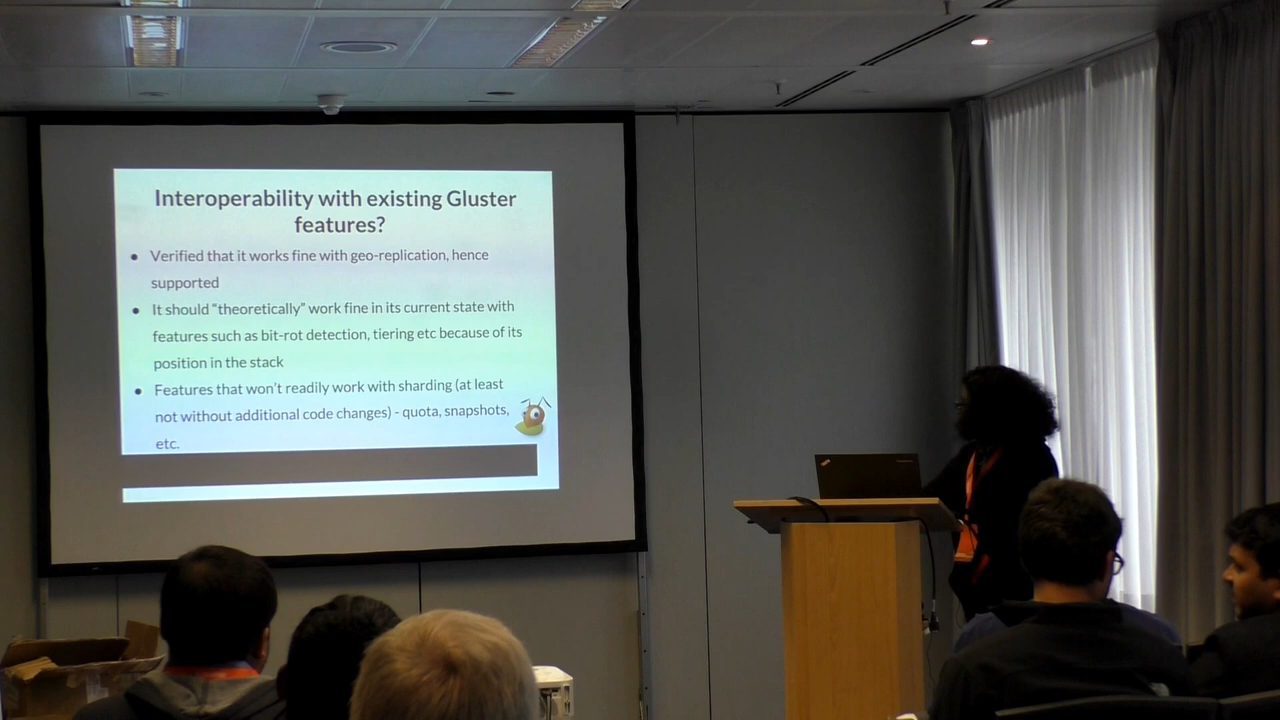 Interoperability with existing Gluster
features?
● Verified that it works fine with geo-replication, hence
supported
● It should "theoretically" work fine in its current state with
features such as bit-rot detection, tiering etc because of its
position in the stack
● Features that won't readily work with sharding (at least
not without additional code changes) - quota, snapshots,
etc.